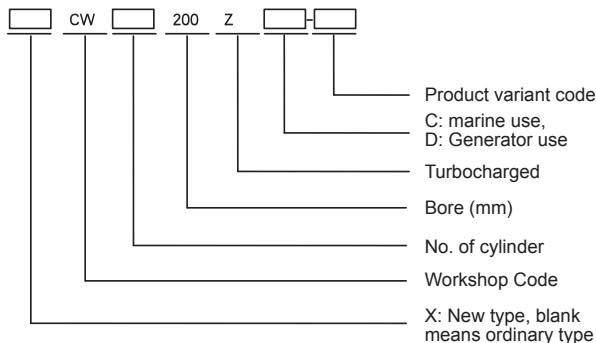 CW 200 Z -
Product variant code
C: marine use,
D: Generator use
Turbocharged
Bore (mm)
No. of cylinder
Workshop Code
X: New type, blank
means ordinary type